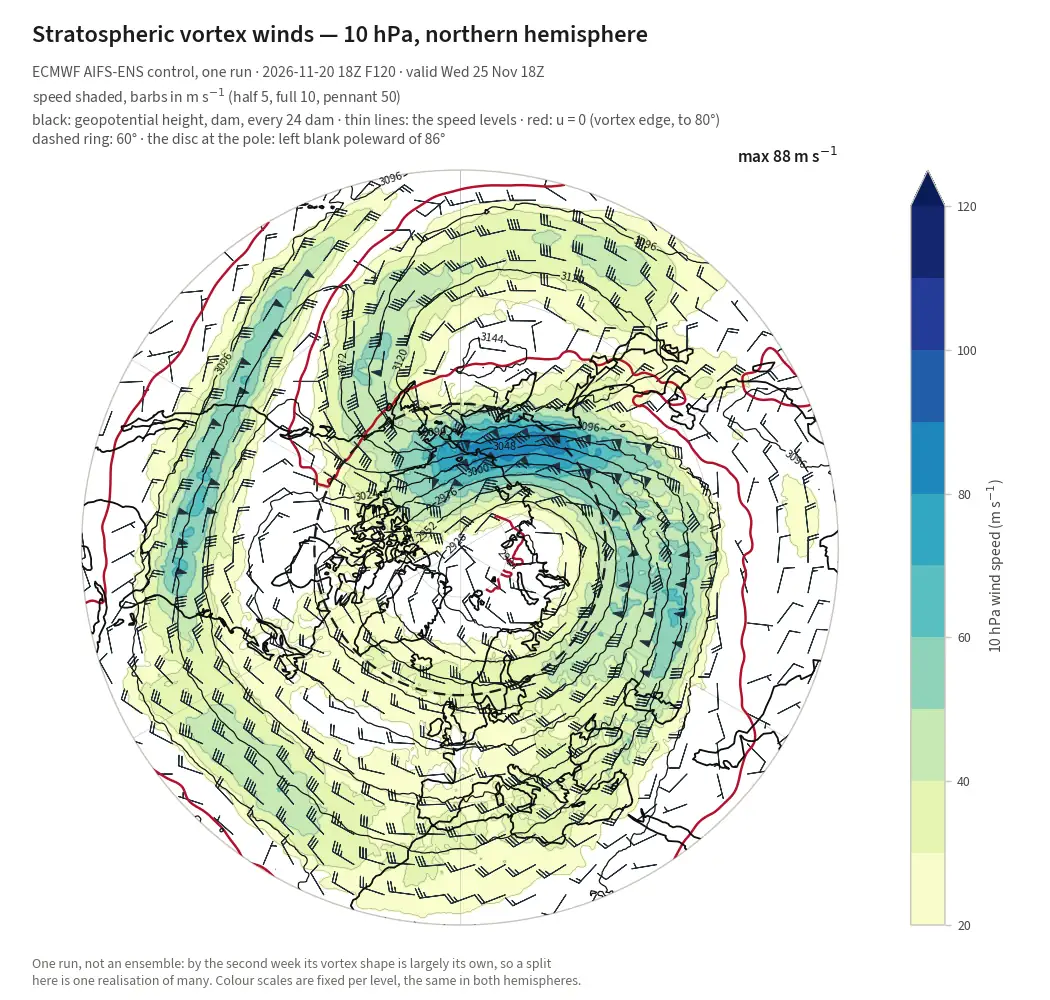 Stratospheric vortex winds — 10 hPa, northern hemisphere
ECMWF AIFS-ENS control, one run · 2026-11-20 18Z F120 · valid Wed 25 Nov 18Z
speed shaded, barbs in m s⁻¹ (half 5, full 10, pennant 50)
black: geopotential height, dam, every 24 dam · thin lines: the speed levels · red: u = 0 (vortex edge, to 80°)
dashed ring: 60° · the disc at the pole: left blank poleward of 86°
max 88 m s⁻¹
3096
3096
3144
3120
3072
3096
3096
3048
3000
2976
3096
120
100
80
60
40
20
10 hPa wind speed (m s⁻¹)
One run, not an ensemble: by the second week its vortex shape is largely its own, so a split
here is one realisation of many. Colour scales are fixed per level, the same in both hemispheres.